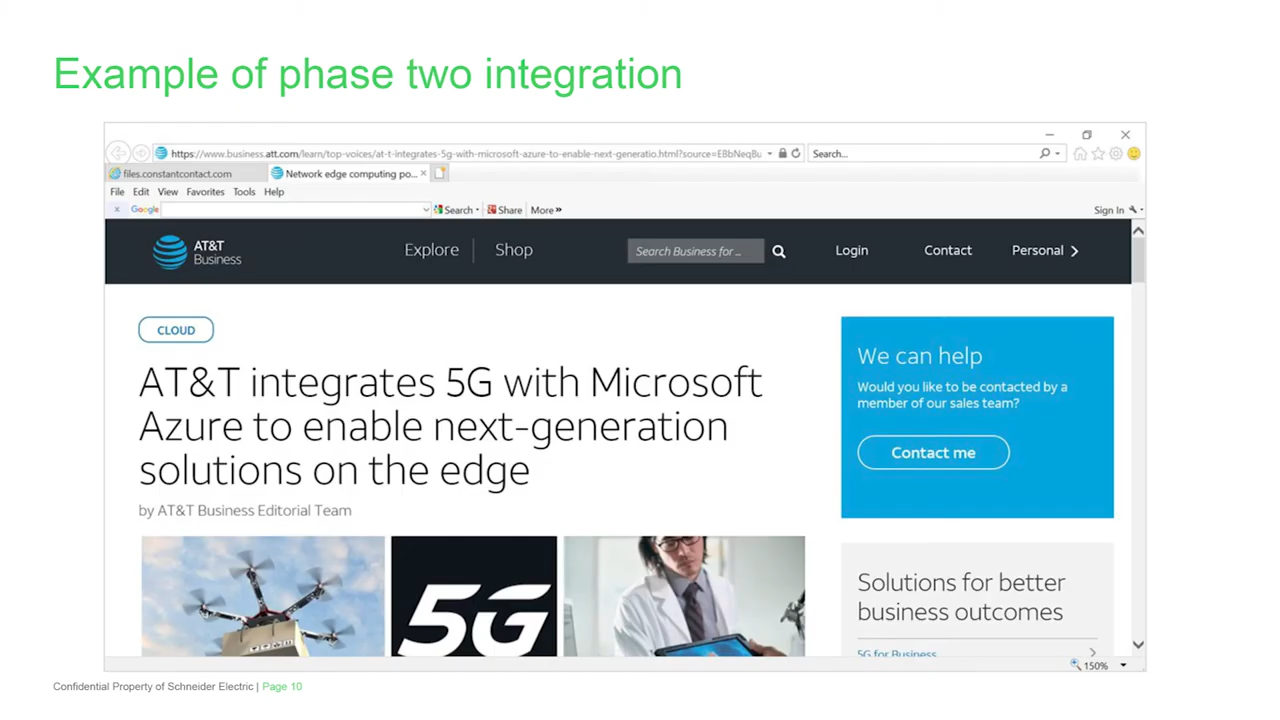 Example of phase two integration
https://www.business.att.com/learn/top-voices/at-t-integrates-5g-with-microsoft-azure-to-enable-next-generatio.html?source=EBbNeqBu
Search...
files.constantcontact.com
Network edge computing po...
File Edit View Favorites Tools Help
x Google Search Share More »
Sign In
AT&T
Business
Explore Shop
Search Business for ...
Login Contact Personal
CLOUD
AT&T integrates 5G with Microsoft
Azure to enable next-generation
solutions on the edge
by AT&T Business Editorial Team
5G
We can help
Would you like to be contacted by a
member of our sales team?
Contact me
Solutions for better
business outcomes
5G for Business
150%
Confidential Property of Schneider Electric | Page 10